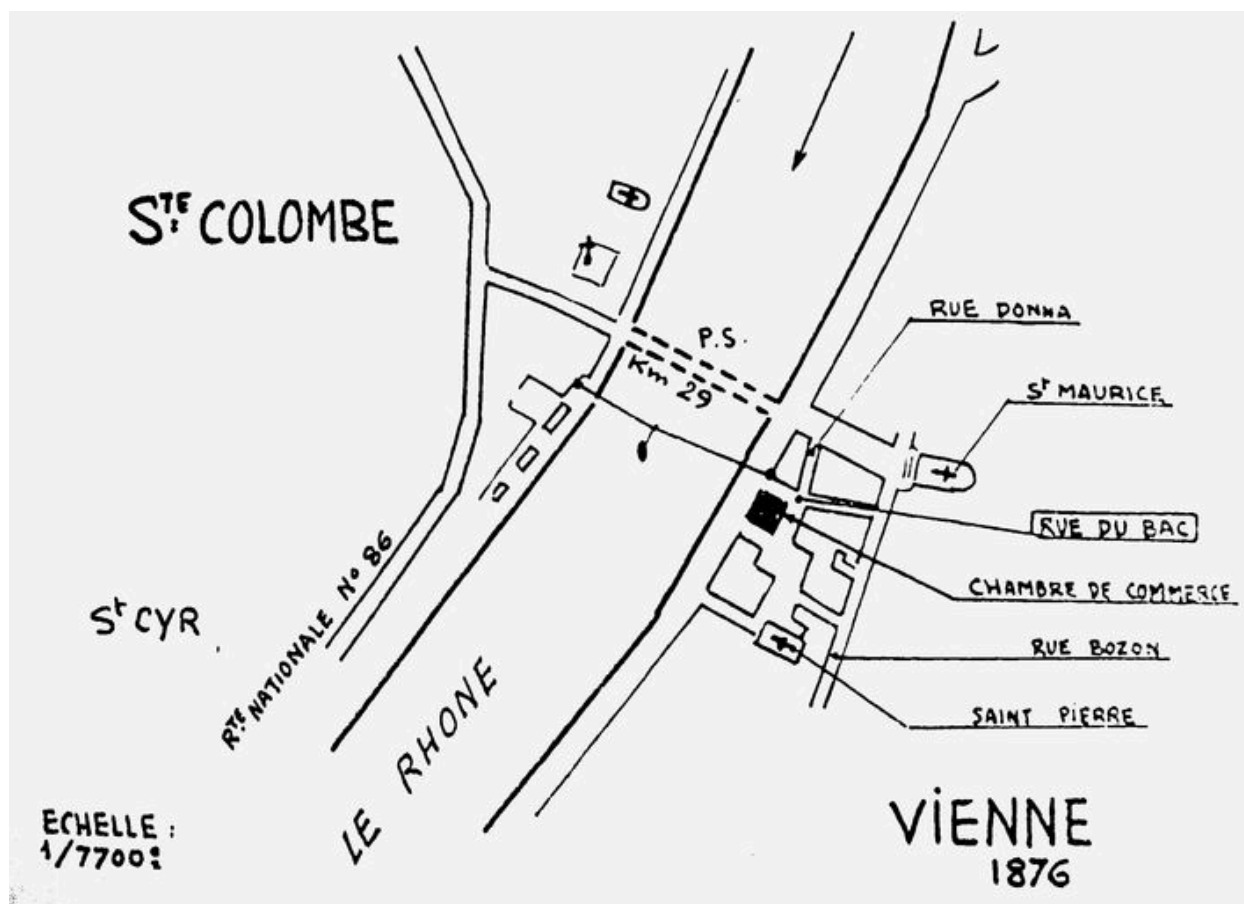 STE: COLOMBE
P.S.
Km 29
RUE DONNA
St MAURICE
RUE DU BAC
CHAMBRE DE COMMERCE
RUE BOZON
SAINT PIERRE
St CYR
RTE NATIONALE No 86
LE RHONE
ECHELLE :
1/7700e
VIENNE
1876